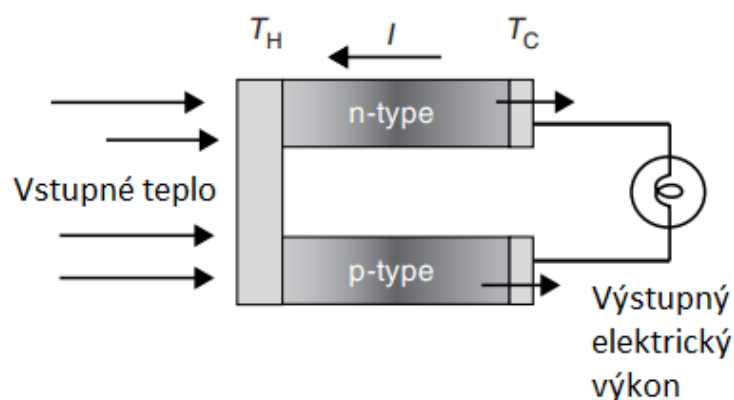 T_H I T_C
n-type
Vstupné teplo
p-type
Výstupný
elektrický
výkon